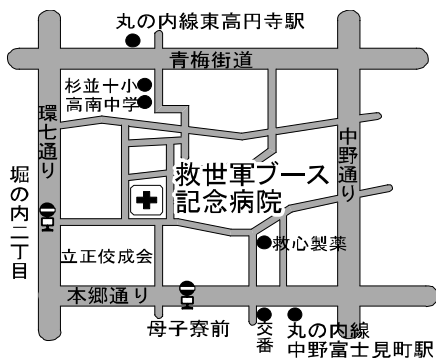 丸の内線東高円寺駅
青梅街道
杉並十小
高南中学
環七通り
中野通り
救世軍ブース
記念病院
堀の内二丁目
救心製薬
立正佼成会
本郷通り
母子寮前
交番
丸の内線
中野富士見町駅